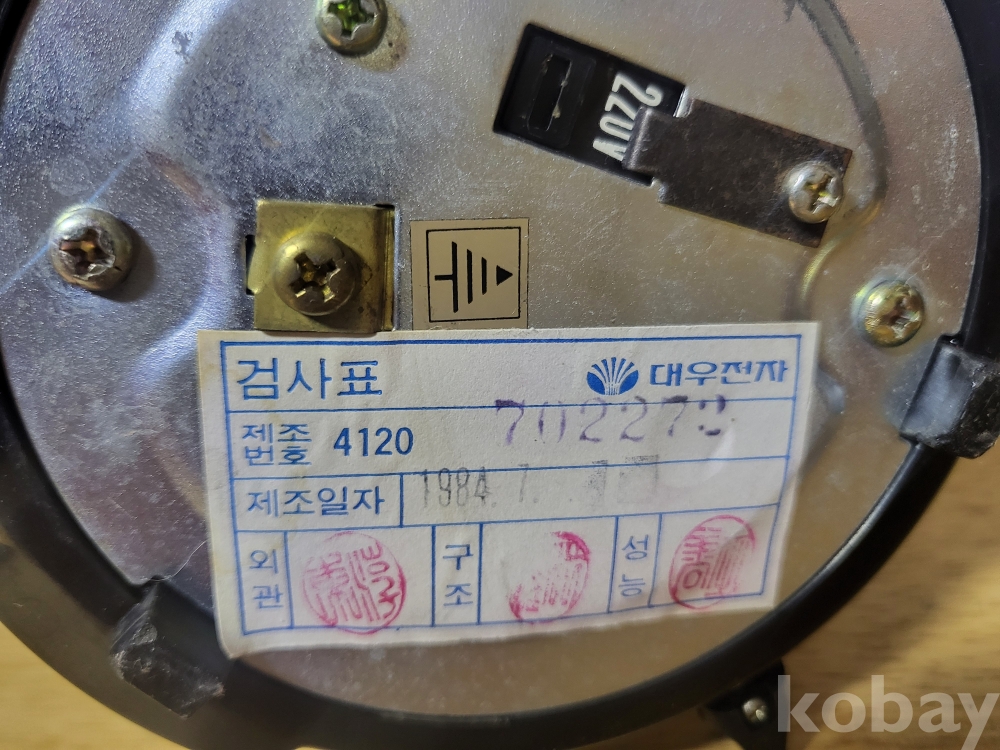 220V
검사표 대우전자
제조
번호 4120 702272
제조일자 1984. 7.
외관 구조 성능
kobay